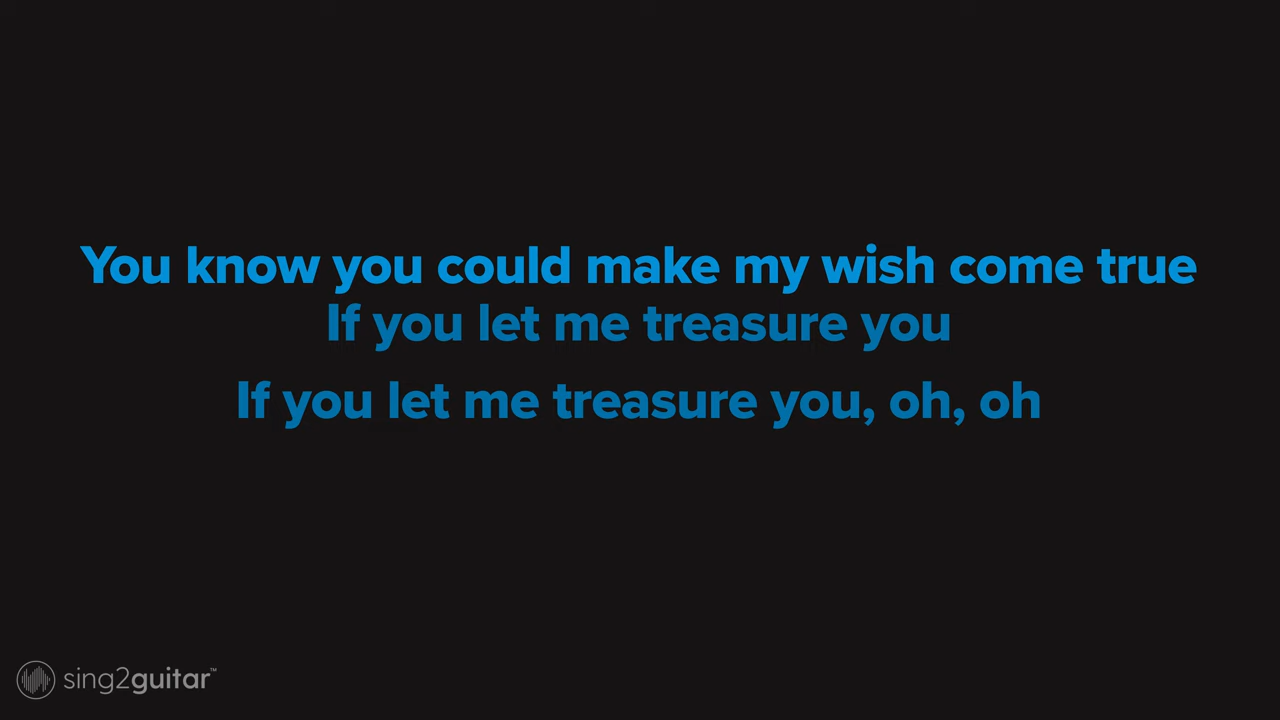 You know you could make my wish come true
If you let me treasure you
If you let me treasure you, oh, oh
sing2guitar™